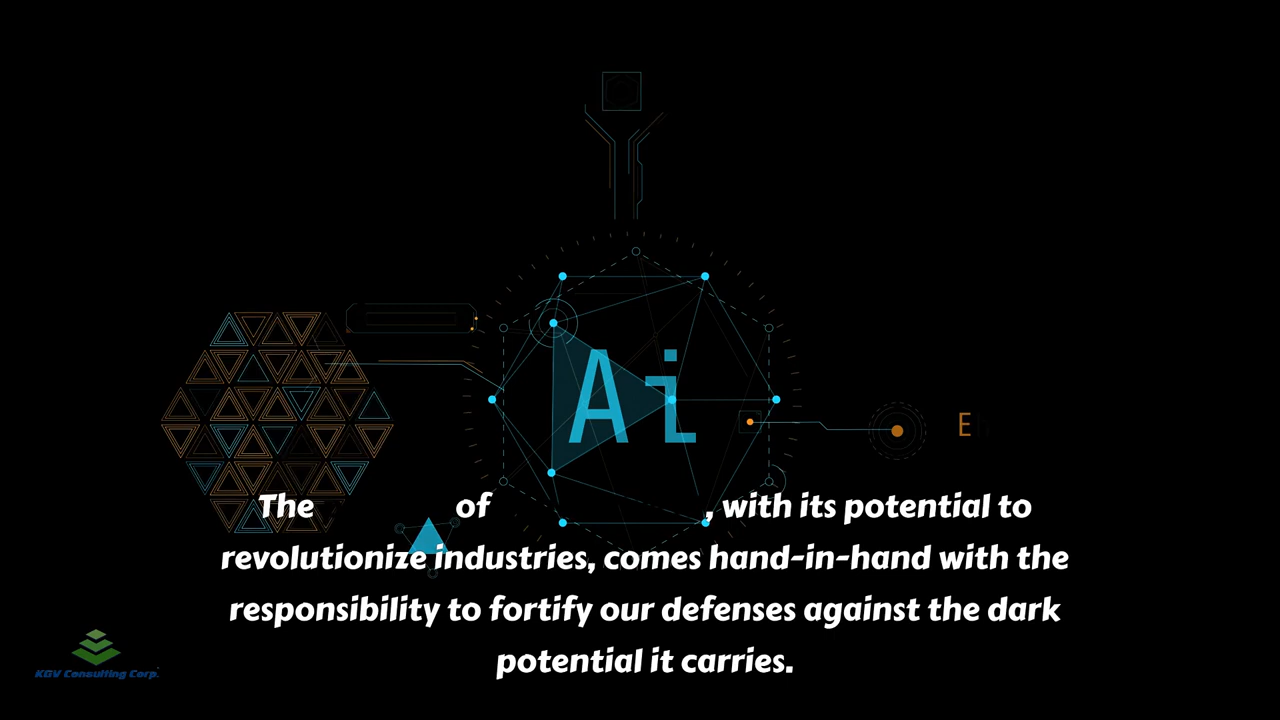 Ai
E
The of , with its potential to
revolutionize industries, comes hand-in-hand with the
responsibility to fortify our defenses against the dark
potential it carries.
KGV Consulting Corp.